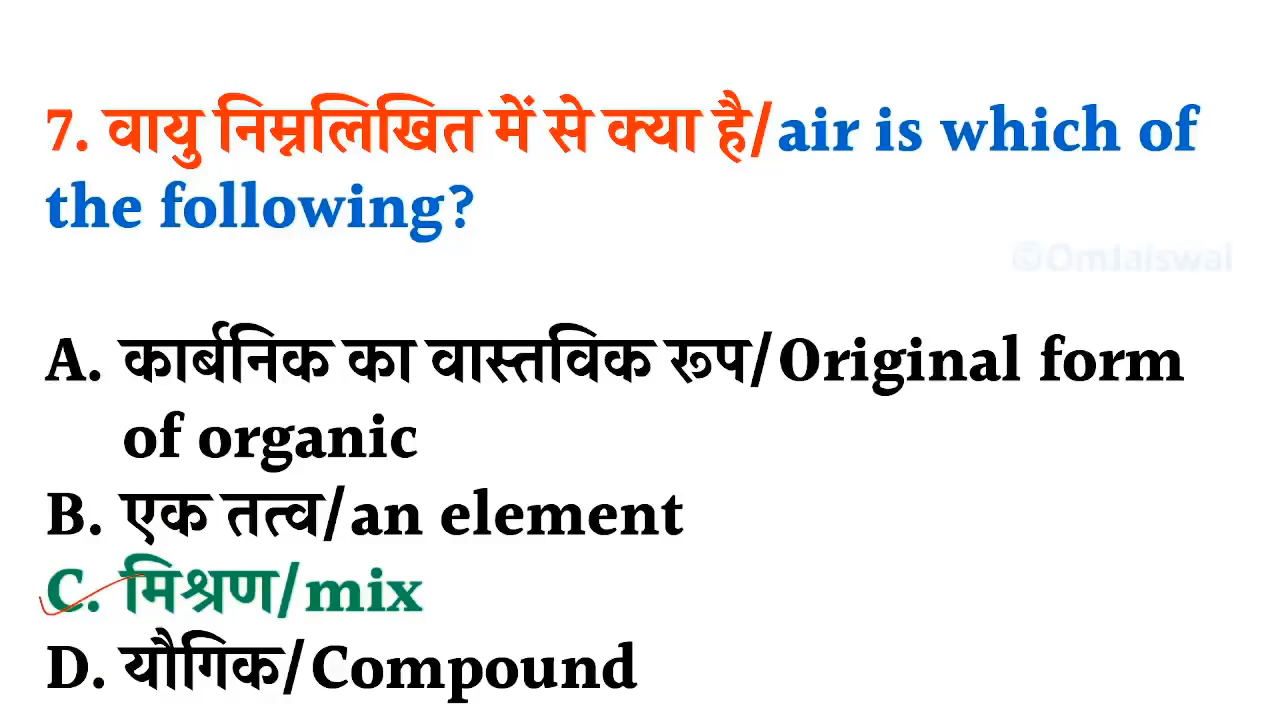 7. वायु निम्नलिखित में से क्या है/air is which of
the following?
©OmJaiswal
A. कार्बनिक का वास्तविक रूप/Original form
of organic
B. एक तत्व/an element
C. मिश्रण/mix
D. यौगिक/Compound